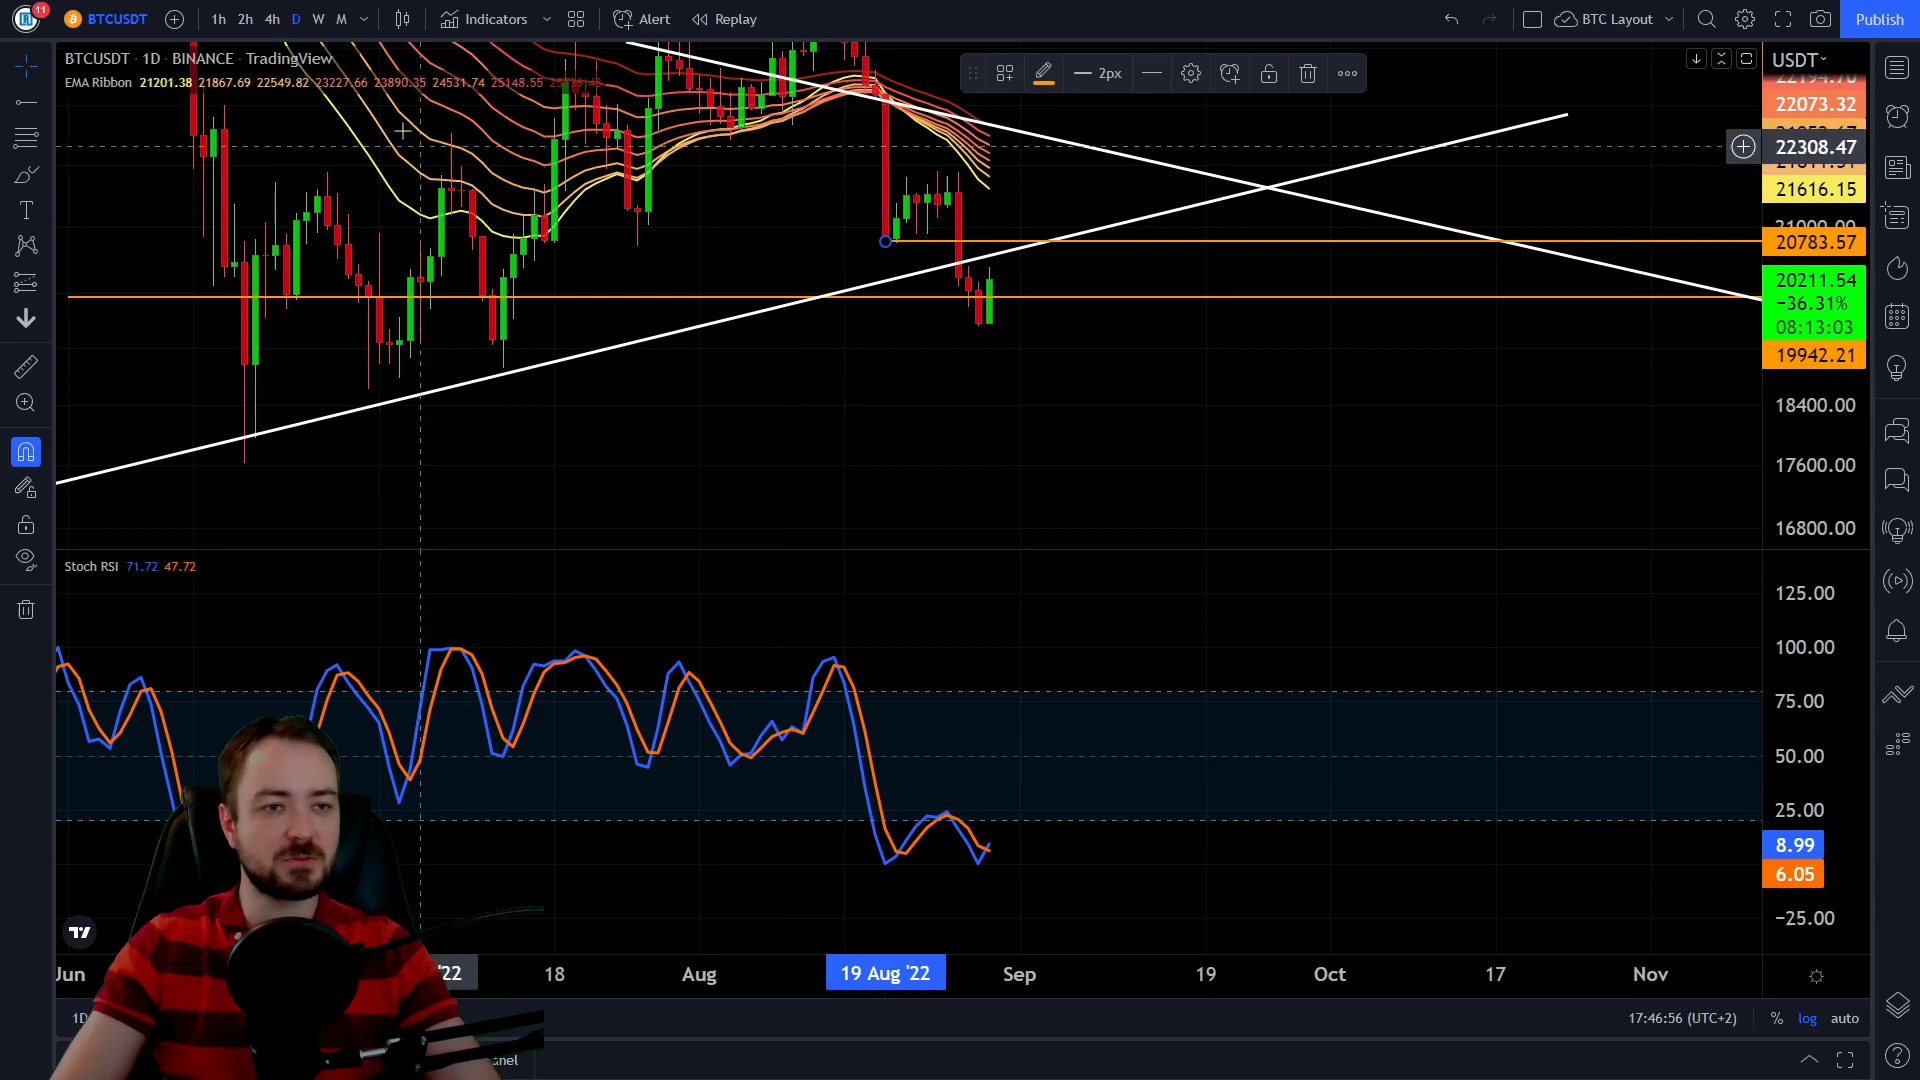 11
BTCUSDT
1h 2h 4h D W M
Indicators
Alert
Replay
BTC Layout
Publish
BTCUSDT · 1D · BINANCE · TradingView
EMA Ribbon 21201.38 21867.69 22549.82 23227.66 23890.35 24531.74 25148.55
2px
USDT
22073.32
22308.47
21616.15
21000.00
20783.57
20211.54
−36.31%
08:13:03
19942.21
18400.00
17600.00
16800.00
Stoch RSI 71.72 47.72
125.00
100.00
75.00
50.00
25.00
8.99
6.05
−25.00
Jun '22 18 Aug 19 Aug '22 Sep 19 Oct 17 Nov
1D
17:46:56 (UTC+2) % log auto